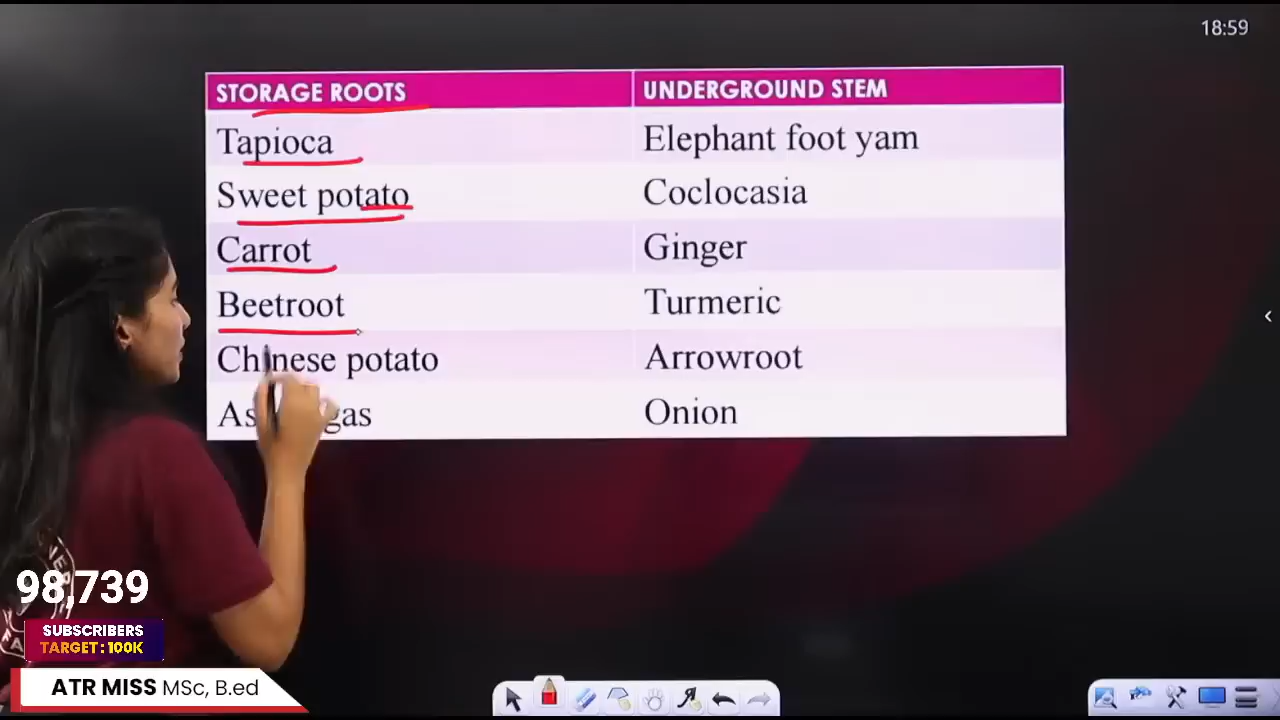 18:59
STORAGE ROOTS UNDERGROUND STEM
Tapioca Elephant foot yam
Sweet potato Coclocasia
Carrot Ginger
Beetroot Turmeric
Chinese potato Arrowroot
Onion
98,739
SUBSCRIBERS
TARGET : 100K
ATR MISS MSc, B.ed